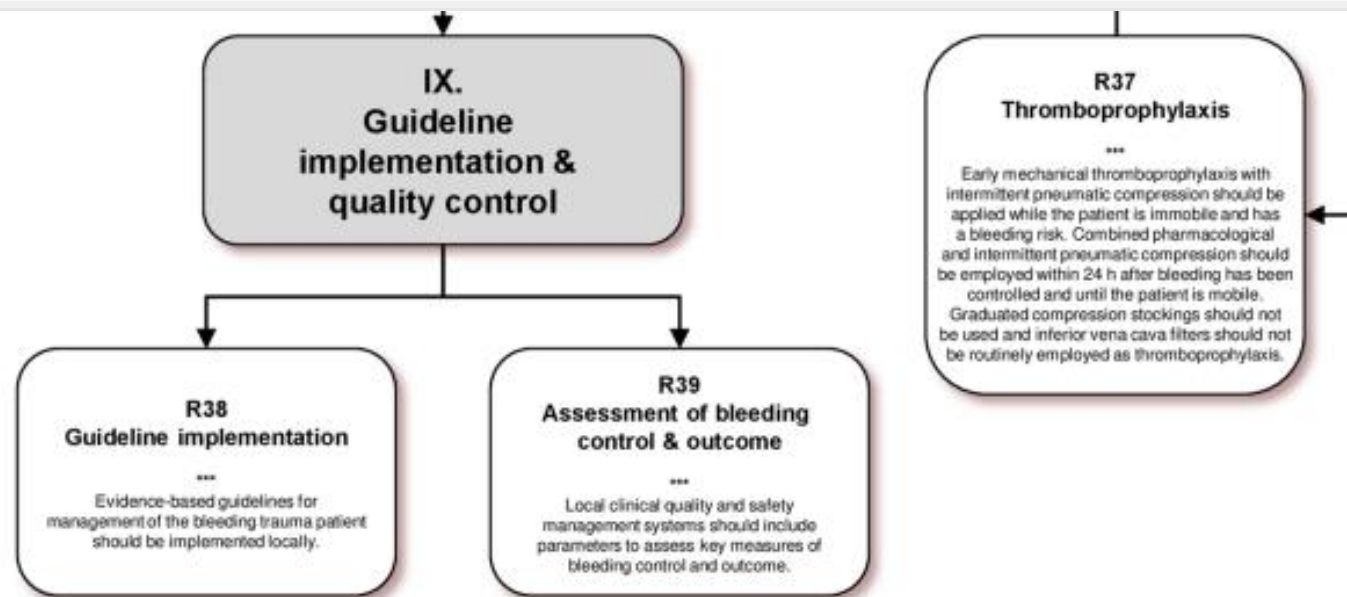 IX.
Guideline
implementation &
quality control
R37
Thromboprophylaxis
...
Early mechanical thromboprophylaxis with
intermittent pneumatic compression should be
applied while the patient is immobile and has
a bleeding risk. Combined pharmacological
and intermittent pneumatic compression should
be employed within 24 h after bleeding has been
controlled and until the patient is mobile.
Graduated compression stockings should not
be used and inferior vena cava filters should not
be routinely employed as thromboprophylaxis.
R38
Guideline implementation
...
Evidence-based guidelines for
management of the bleeding trauma patient
should be implemented locally.
R39
Assessment of bleeding
control & outcome
...
Local clinical quality and safety
management systems should include
parameters to assess key measures of
bleeding control and outcome.